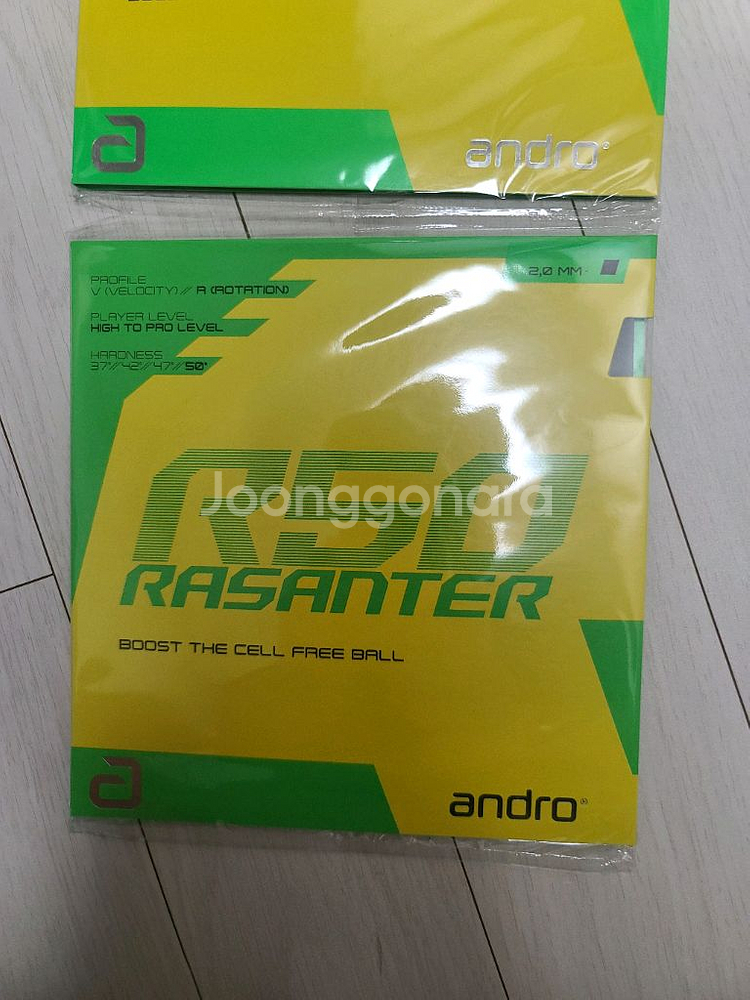 andro
PROFILE
V (VELOCITY) // R (ROTATION)
2,0 MM
PLAYER LEVEL
HIGH TO PRO LEVEL
HARDNESS
37°// 42°// 47°// 50°
R50
Joonggonara
RASANTER
BOOST THE CELL FREE BALL
andro®